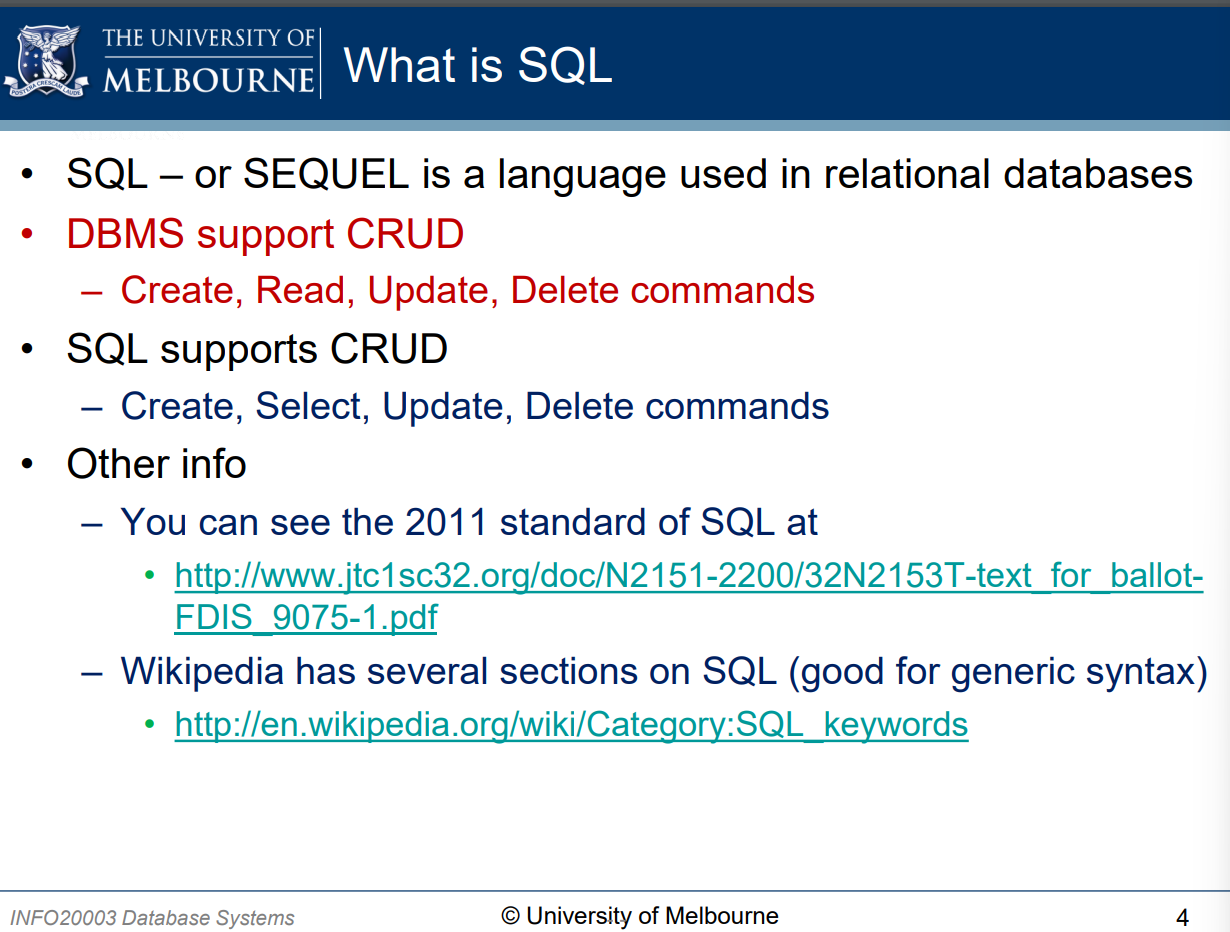 THE UNIVERSITY OF
MELBOURNE
POSTERA CRESCAM LAUDE
What is SQL
• SQL – or SEQUEL is a language used in relational databases
• DBMS support CRUD
– Create, Read, Update, Delete commands
• SQL supports CRUD
– Create, Select, Update, Delete commands
• Other info
– You can see the 2011 standard of SQL at
• http://www.jtc1sc32.org/doc/N2151-2200/32N2153T-text_for_ballot-
FDIS_9075-1.pdf
– Wikipedia has several sections on SQL (good for generic syntax)
• http://en.wikipedia.org/wiki/Category:SQL_keywords
INFO20003 Database Systems
© University of Melbourne
4